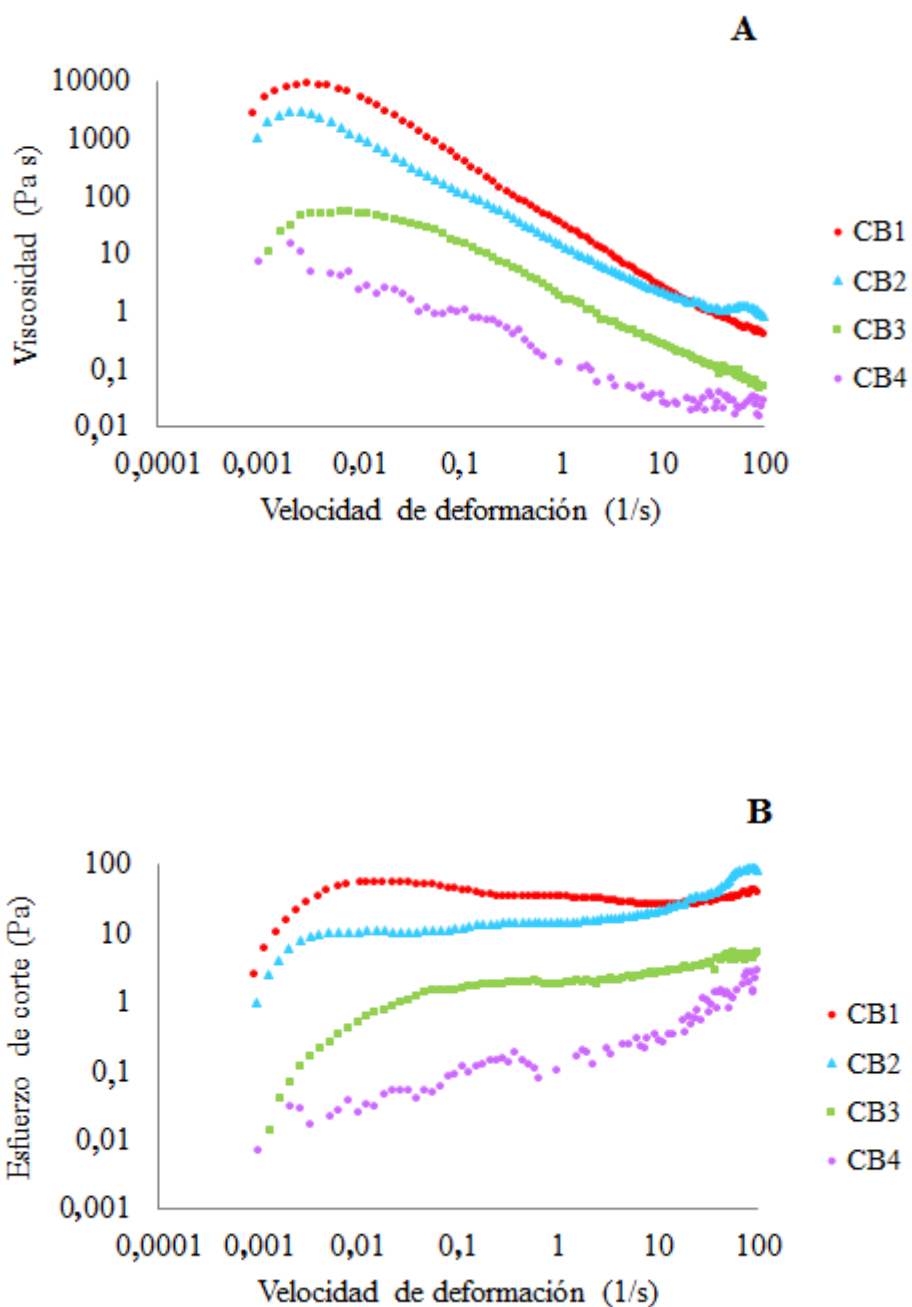 A
10000
1000
100
10
1
0,1
0,01
Viscosidad (Pa s)
0,0001 0,001 0,01 0,1 1 10 100
Velocidad de deformación (1/s)
CB1
CB2
CB3
CB4
B
100
10
1
0,1
0,01
0,001
Esfuerzo de corte (Pa)
0,0001 0,001 0,01 0,1 1 10 100
Velocidad de deformación (1/s)
CB1
CB2
CB3
CB4